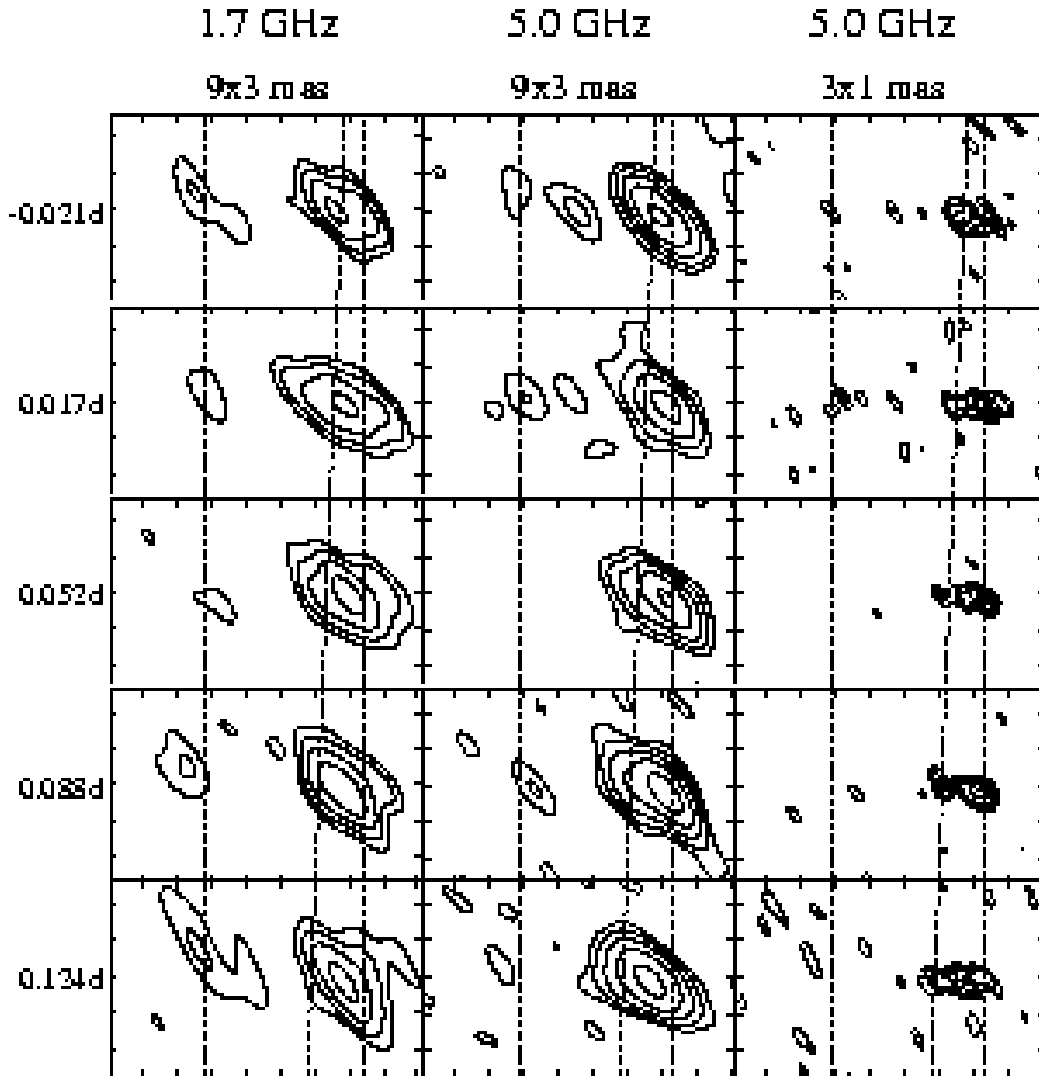 1.7 GHz 5.0 GHz 5.0 GHz
9x3 mas 9x3 mas 3x1 mas
-0.021d
0.017d
0.052d
0.088d
0.124d